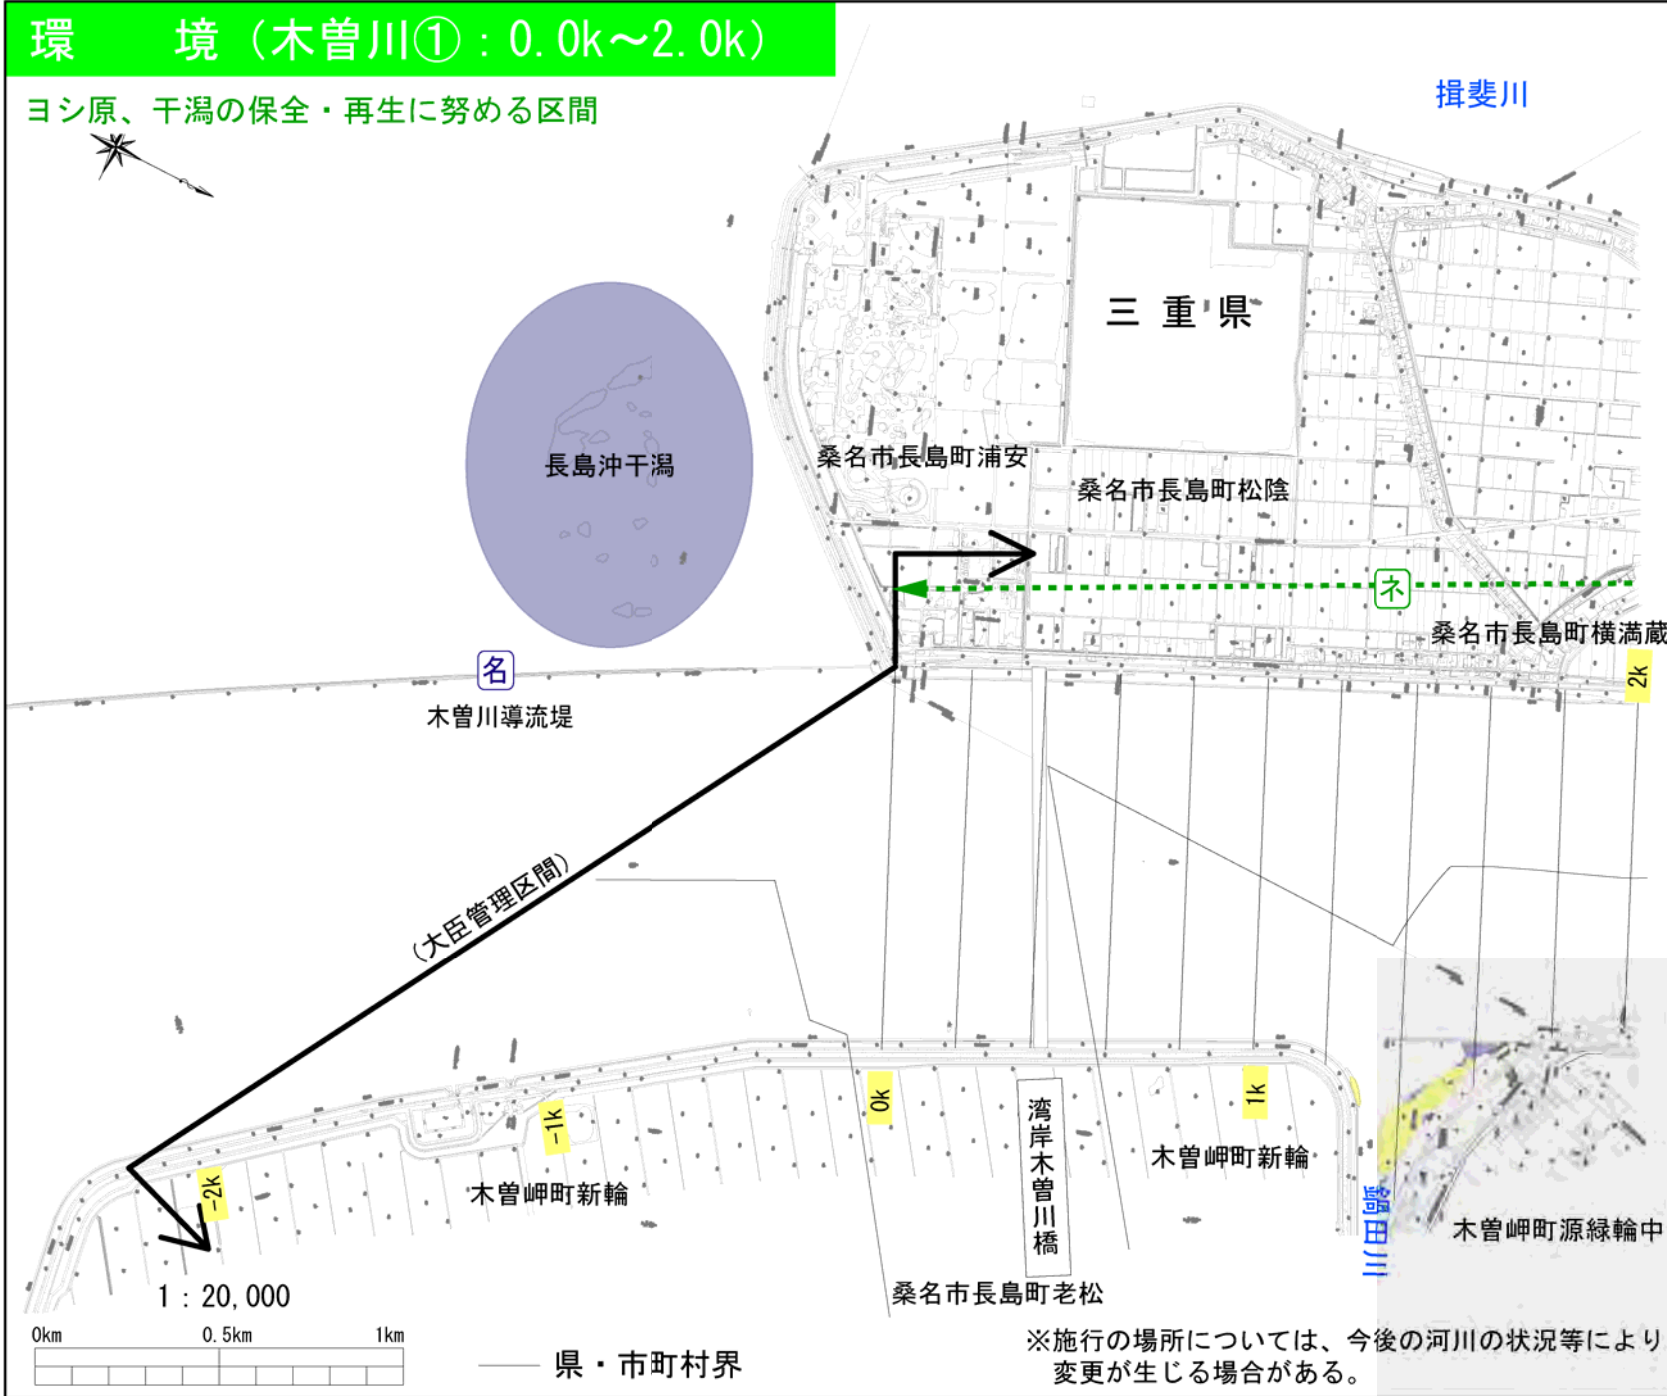 環　境（木曽川①：0.0k～2.0k）
ヨシ原、干潟の保全・再生に努める区間
揖斐川
三重県
長島沖干潟
桑名市長島町浦安
桑名市長島町松陰
ネ
桑名市長島町横満蔵
名
2k
木曽川導流堤
（大臣管理区間）
-2k
-1k
0k
1k
湾岸木曽川橋
木曽岬町新輪
木曽岬町新輪
鍋田川
木曽岬町源緑輪中
桑名市長島町老松
1：20,000
0km 0.5km 1km
県・市町村界
※施行の場所については、今後の河川の状況等により
変更が生じる場合がある。